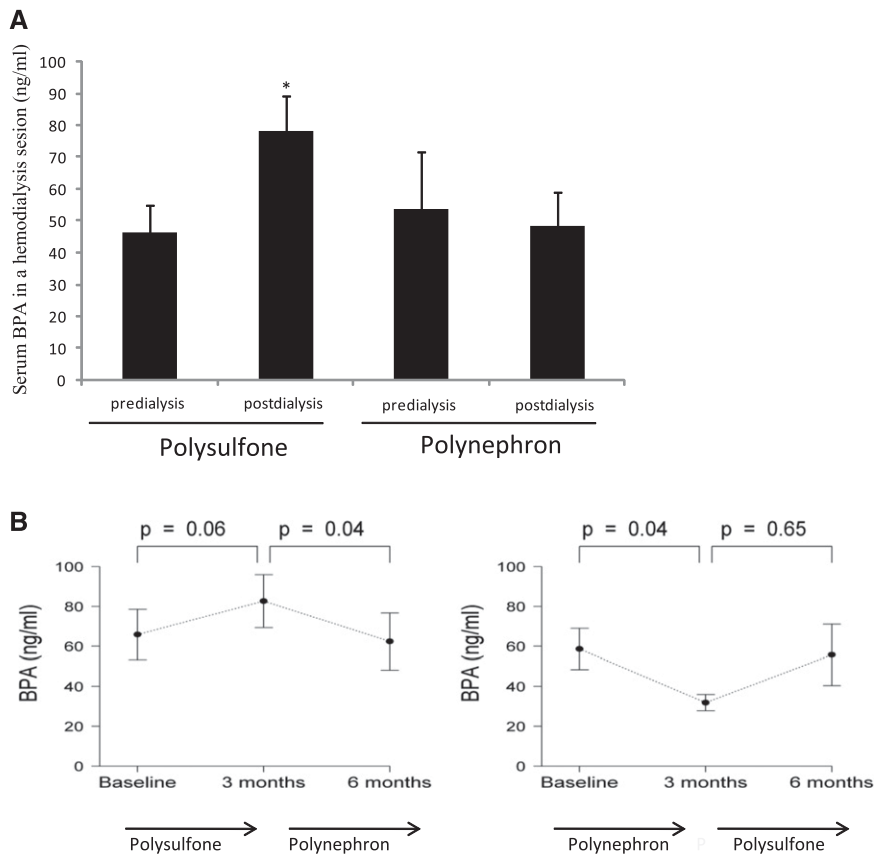 A
Serum BPA in a hemodialysis sesion (ng/ml)
100
90
80
70
60
50
40
30
20
10
0
*
predialysis postdialysis predialysis postdialysis
Polysulfone Polynephron
B
p = 0.06 p = 0.04
BPA (ng/ml)
100
80
60
40
20
0
Baseline 3 months 6 months
Polysulfone Polynephron
p = 0.04 p = 0.65
BPA (ng/ml)
100
80
60
40
20
0
Baseline 3 months 6 months
Polynephron P Polysulfone